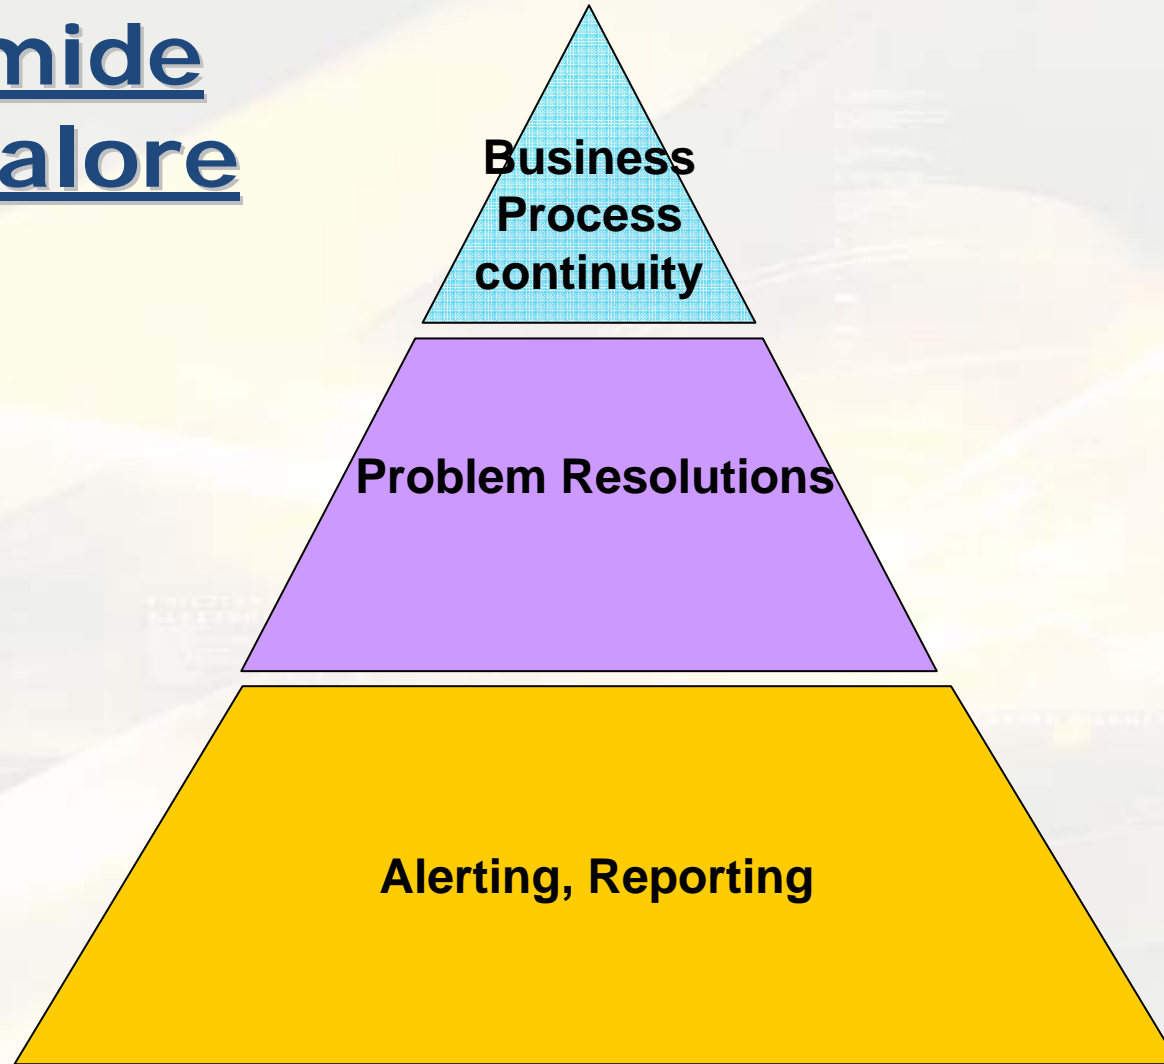 mide
alore
Business
Process
continuity
Problem Resolutions
Alerting, Reporting